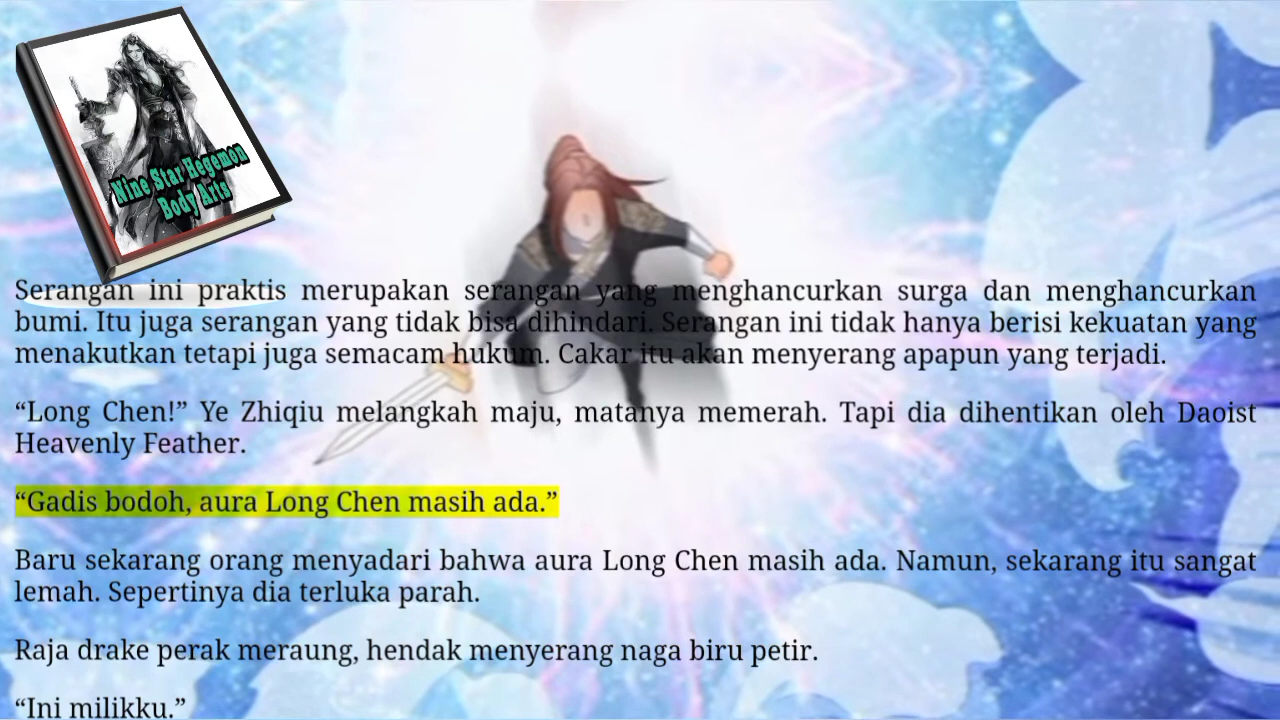 Nine Star Hegemon
Body Arts
Serangan ini praktis merupakan serangan yang menghancurkan surga dan menghancurkan
bumi. Itu juga serangan yang tidak bisa dihindari. Serangan ini tidak hanya berisi kekuatan yang
menakutkan tetapi juga semacam hukum. Cakar itu akan menyerang apapun yang terjadi.
“Long Chen!” Ye Zhiqiu melangkah maju, matanya memerah. Tapi dia dihentikan oleh Daoist
Heavenly Feather.
“Gadis bodoh, aura Long Chen masih ada.”
Baru sekarang orang menyadari bahwa aura Long Chen masih ada. Namun, sekarang itu sangat
lemah. Sepertinya dia terluka parah.
Raja drake perak meraung, hendak menyerang naga biru petir.
“Ini milikku.”